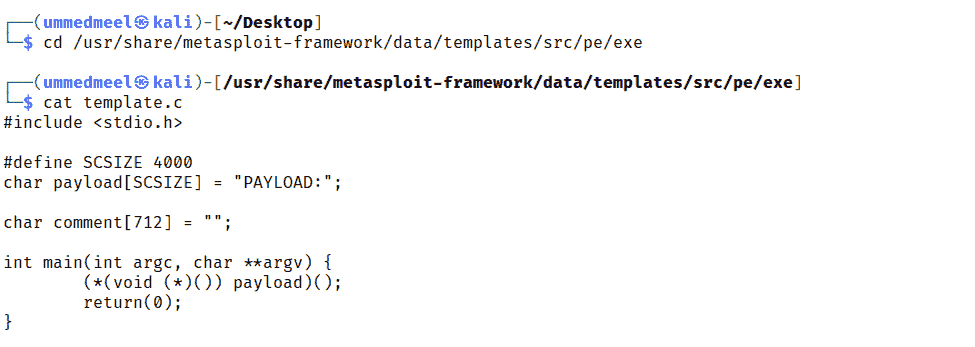 ┌──(ummedmeel㉿kali)-[~/Desktop]
└─$ cd /usr/share/metasploit-framework/data/templates/src/pe/exe
┌──(ummedmeel㉿kali)-[/usr/share/metasploit-framework/data/templates/src/pe/exe]
└─$ cat template.c
#include <stdio.h>
#define SCSIZE 4000
char payload[SCSIZE] = "PAYLOAD:";
char comment[712] = "";
int main(int argc, char **argv) {
        (*(void (*)()) payload)();
        return(0);
}